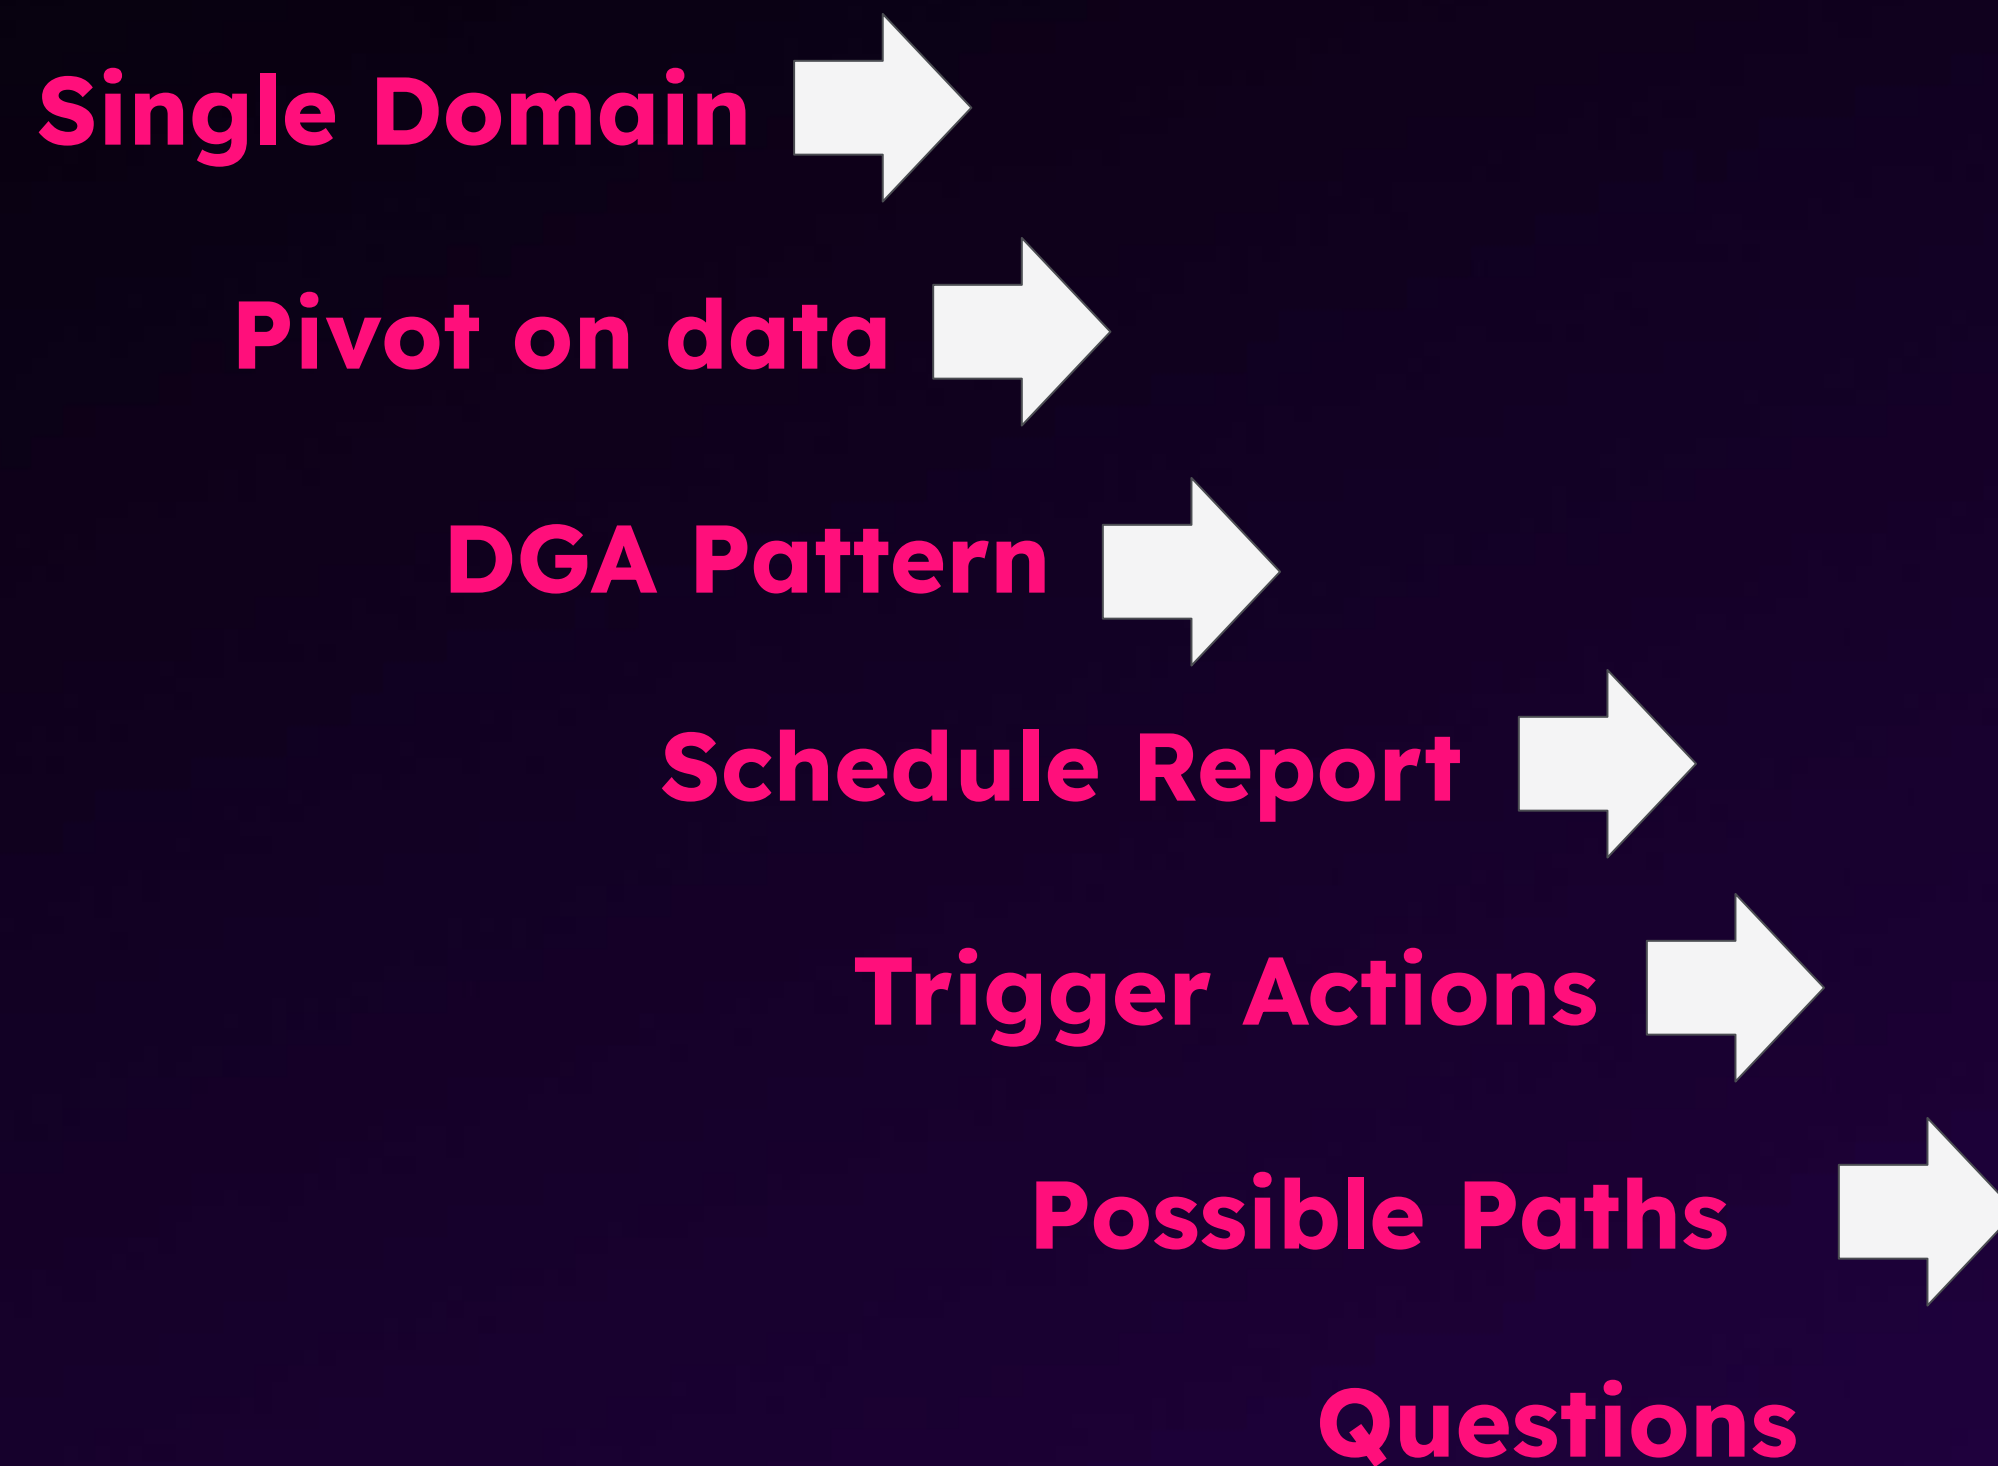 Single Domain
Pivot on data
DGA Pattern
Schedule Report
Trigger Actions
Possible Paths
Questions